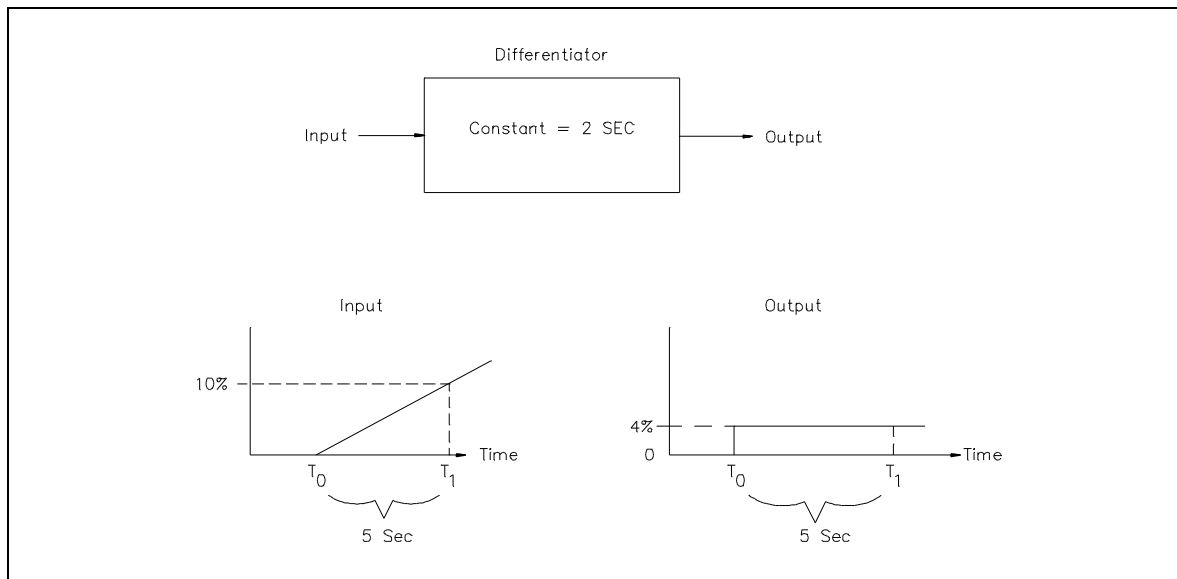 Differentiator
Input
Constant = 2 SEC
Output
Input
10%
Time
T0
T1
5 Sec
Output
4%
0
Time
T0
T1
5 Sec